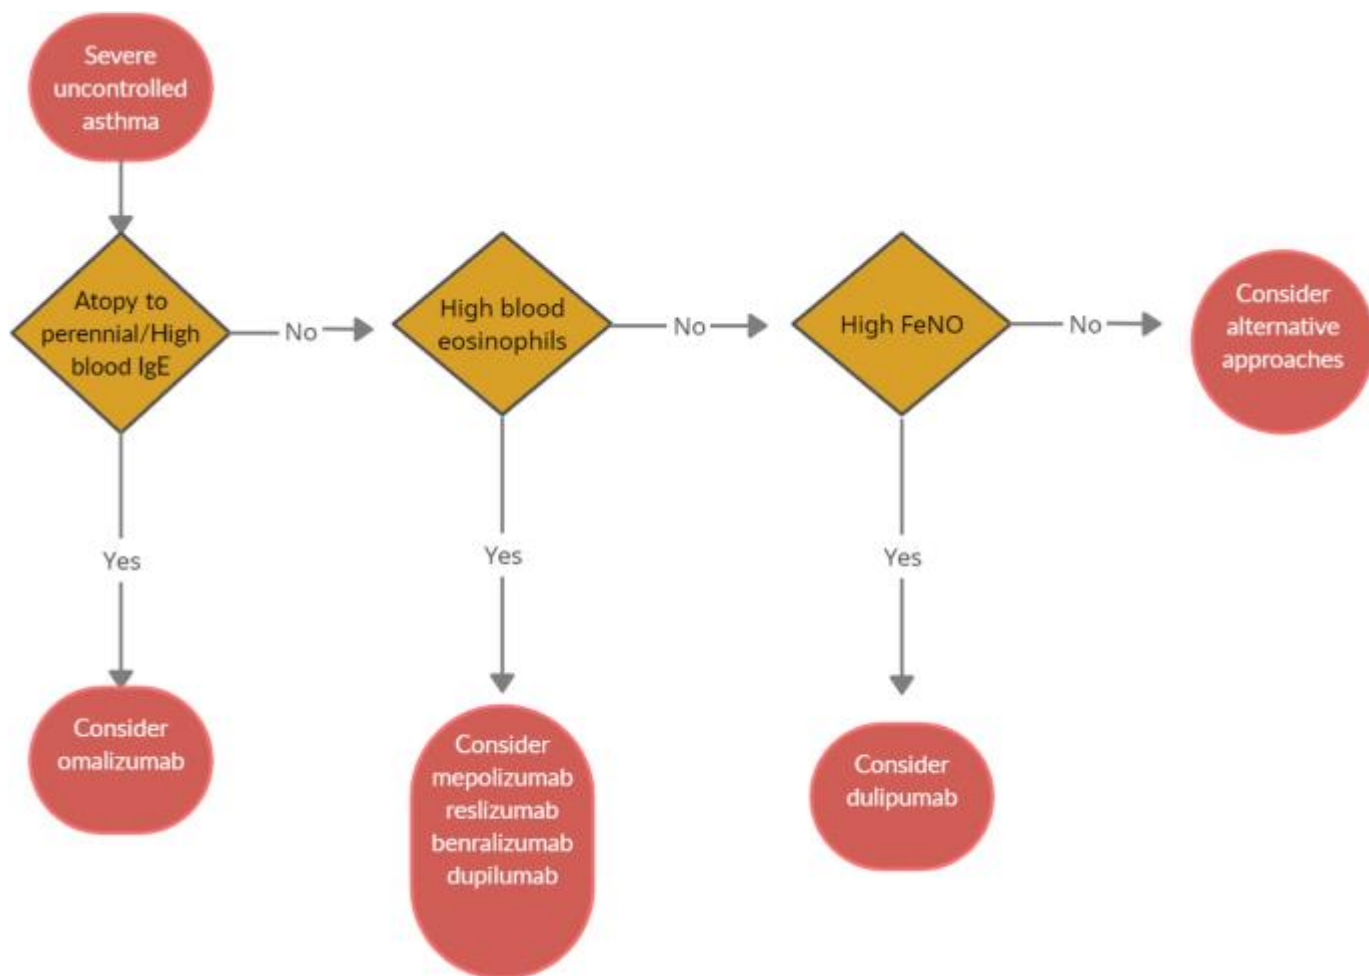 Severe
uncontrolled
asthma
Atopy to
perennial/High
blood IgE
No
High blood
eosinophils
No
High FeNO
No
Consider
alternative
approaches
Yes
Yes
Yes
Consider
omalizumab
Consider
mepolizumab
reslizumab
benralizumab
dupilumab
Consider
dulipumab